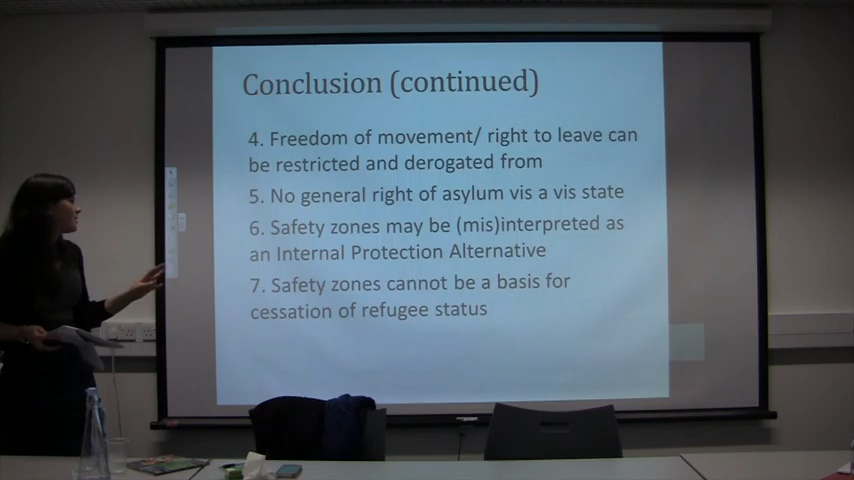 Conclusion (continued)
4. Freedom of movement/ right to leave can
be restricted and derogated from
5. No general right of asylum vis a vis state
6. Safety zones may be (mis)interpreted as
an Internal Protection Alternative
7. Safety zones cannot be a basis for
cessation of refugee status